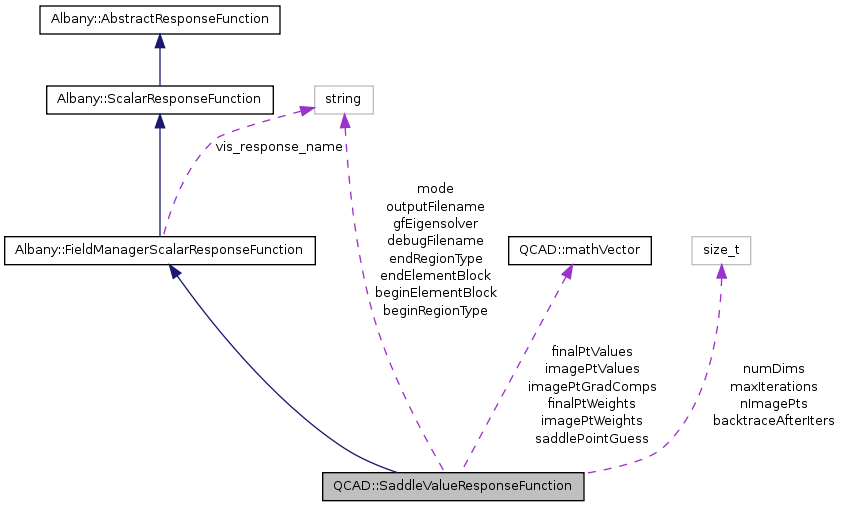 Albany::AbstractResponseFunction
Albany::ScalarResponseFunction
string
vis_response_name
mode
outputFilename
gfEigensolver
debugFilename
endRegionType
endElementBlock
beginElementBlock
beginRegionType
Albany::FieldManagerScalarResponseFunction
QCAD::mathVector
size_t
finalPtValues
imagePtValues
imagePtGradComps
finalPtWeights
imagePtWeights
saddlePointGuess
numDims
maxIterations
nImagePts
backtraceAfterIters
QCAD::SaddleValueResponseFunction